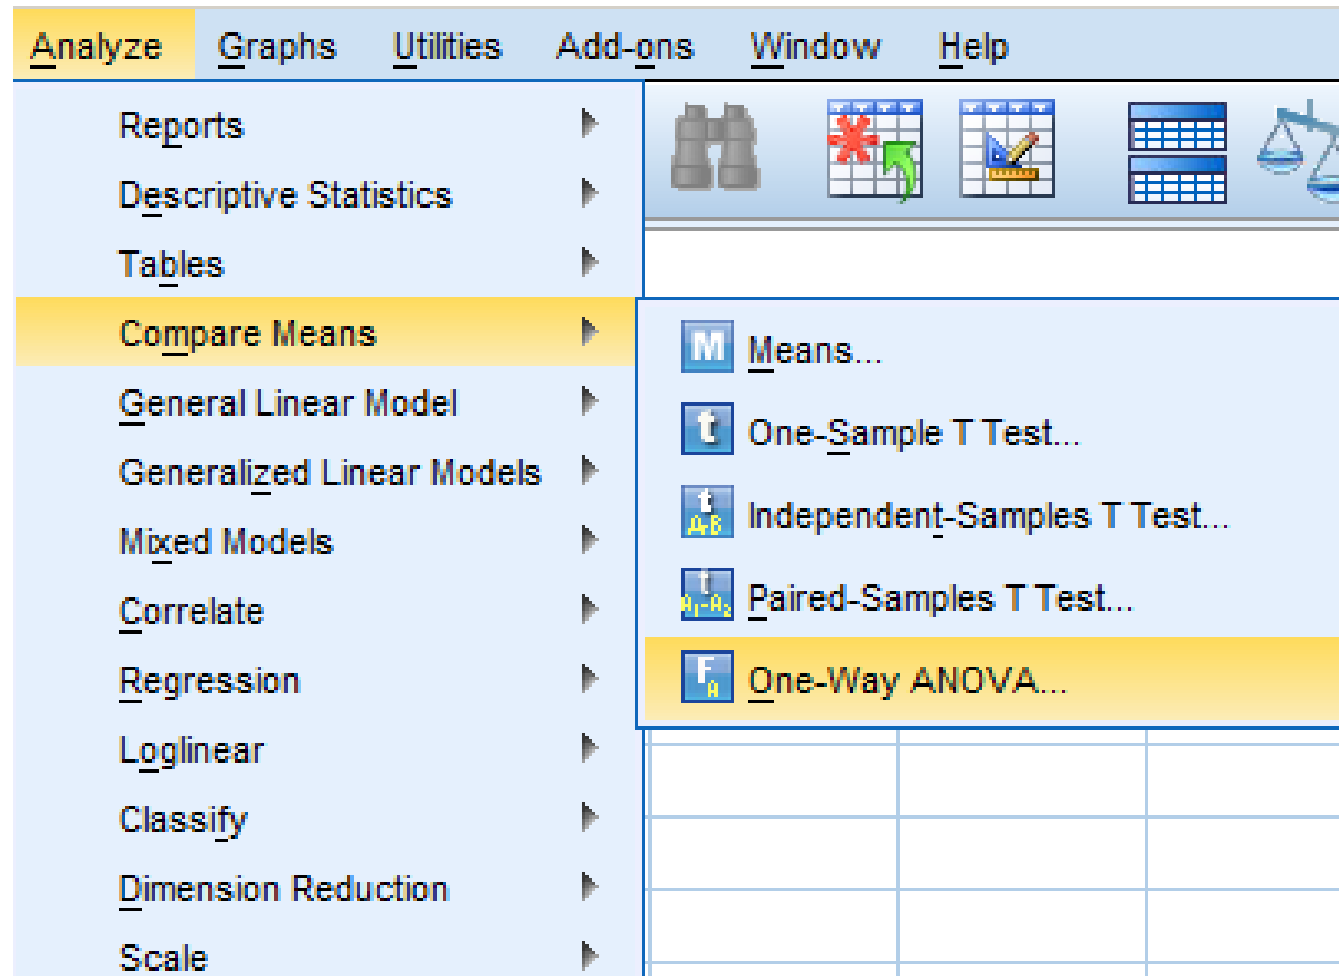 Analyze Graphs Utilities Add-ons Window Help
Reports
Descriptive Statistics
Tables
Compare Means
General Linear Model
Generalized Linear Models
Mixed Models
Correlate
Regression
Loglinear
Classify
Dimension Reduction
Scale
M Means...
t One-Sample T Test...
t A-B Independent-Samples T Test...
t A1-A2 Paired-Samples T Test...
F A One-Way ANOVA...